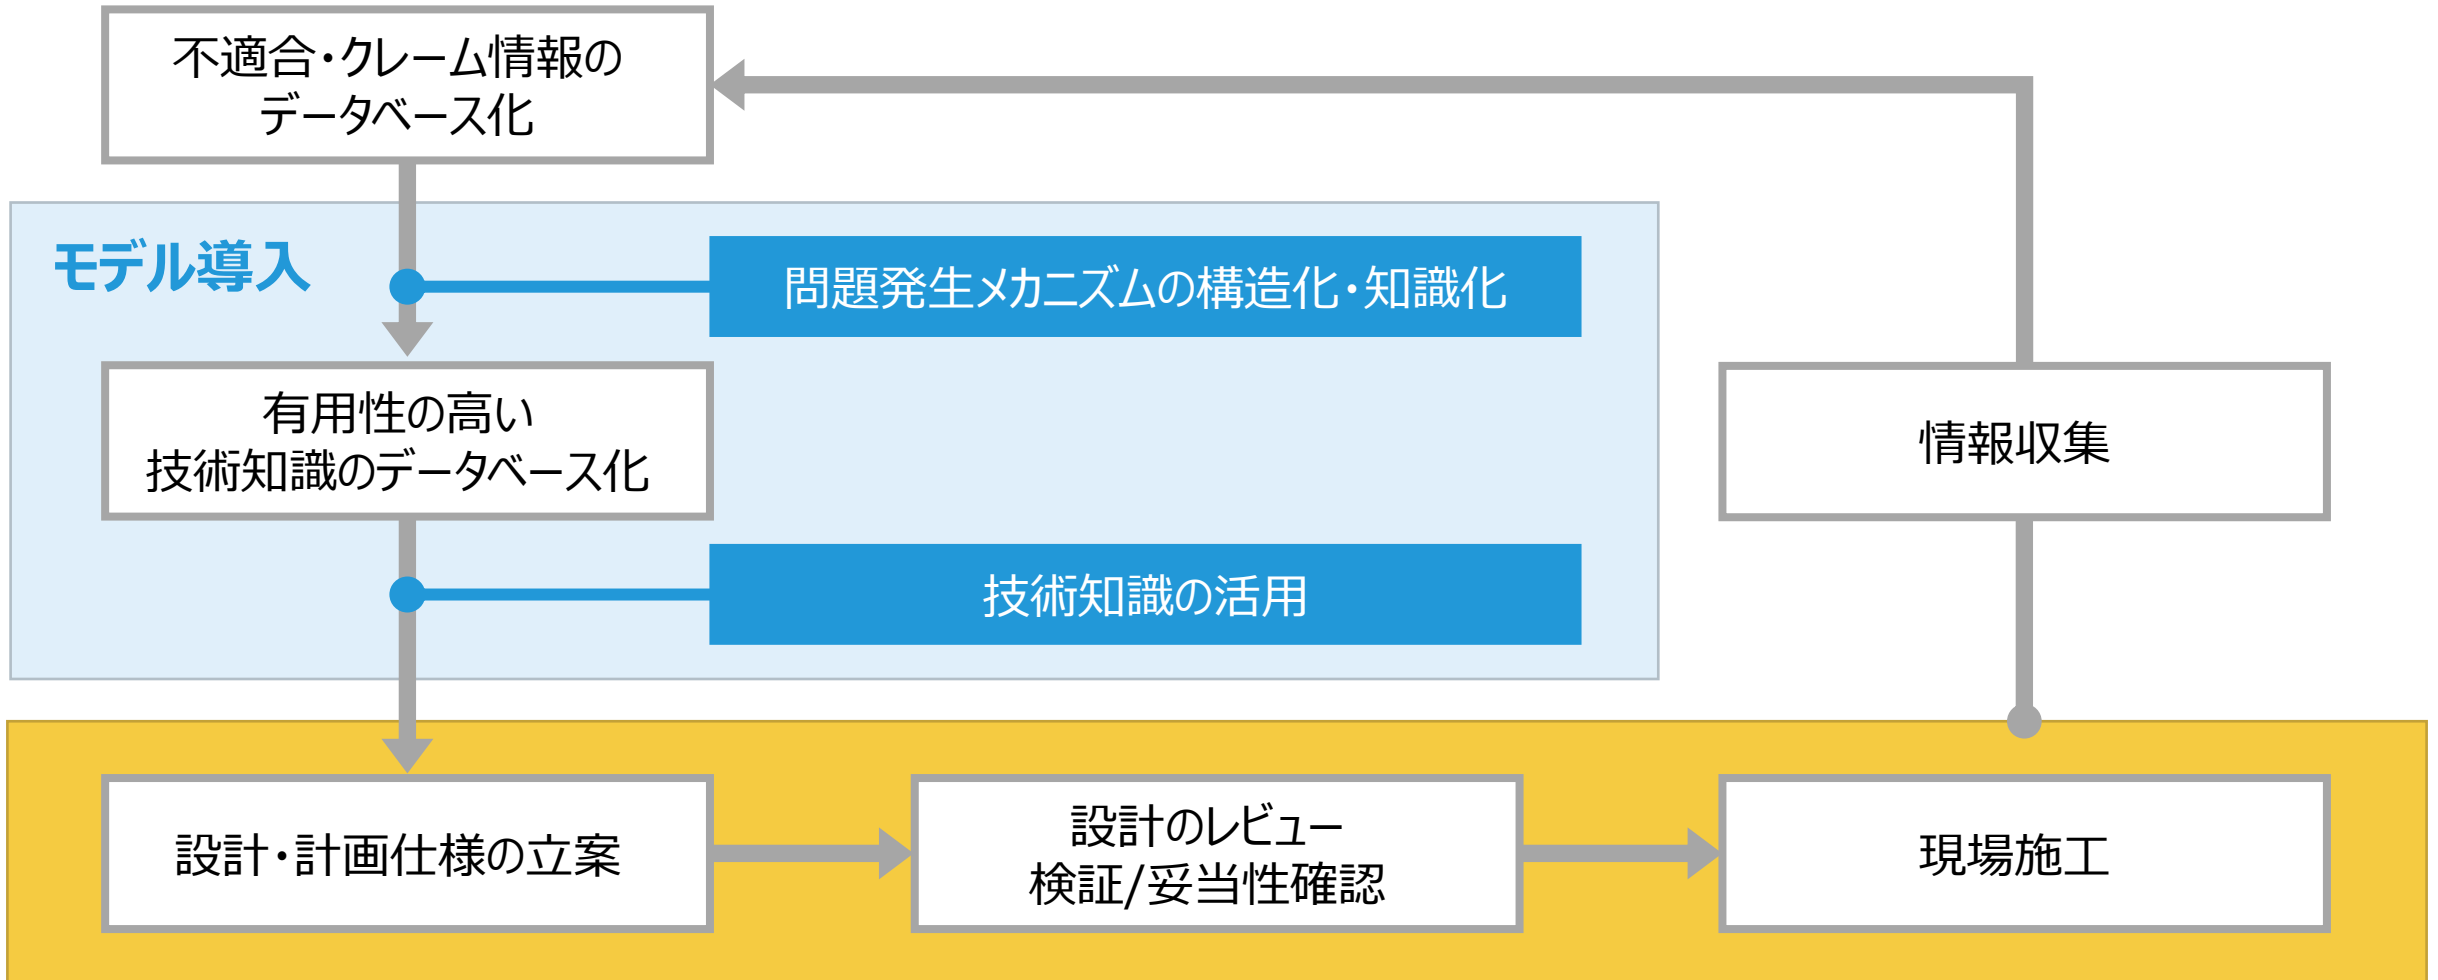 不適合・クレーム情報の
データベース化
モデル導入
問題発生メカニズムの構造化・知識化
有用性の高い
技術知識のデータベース化
情報収集
技術知識の活用
設計・計画仕様の立案
設計のレビュー
検証/妥当性確認
現場施工